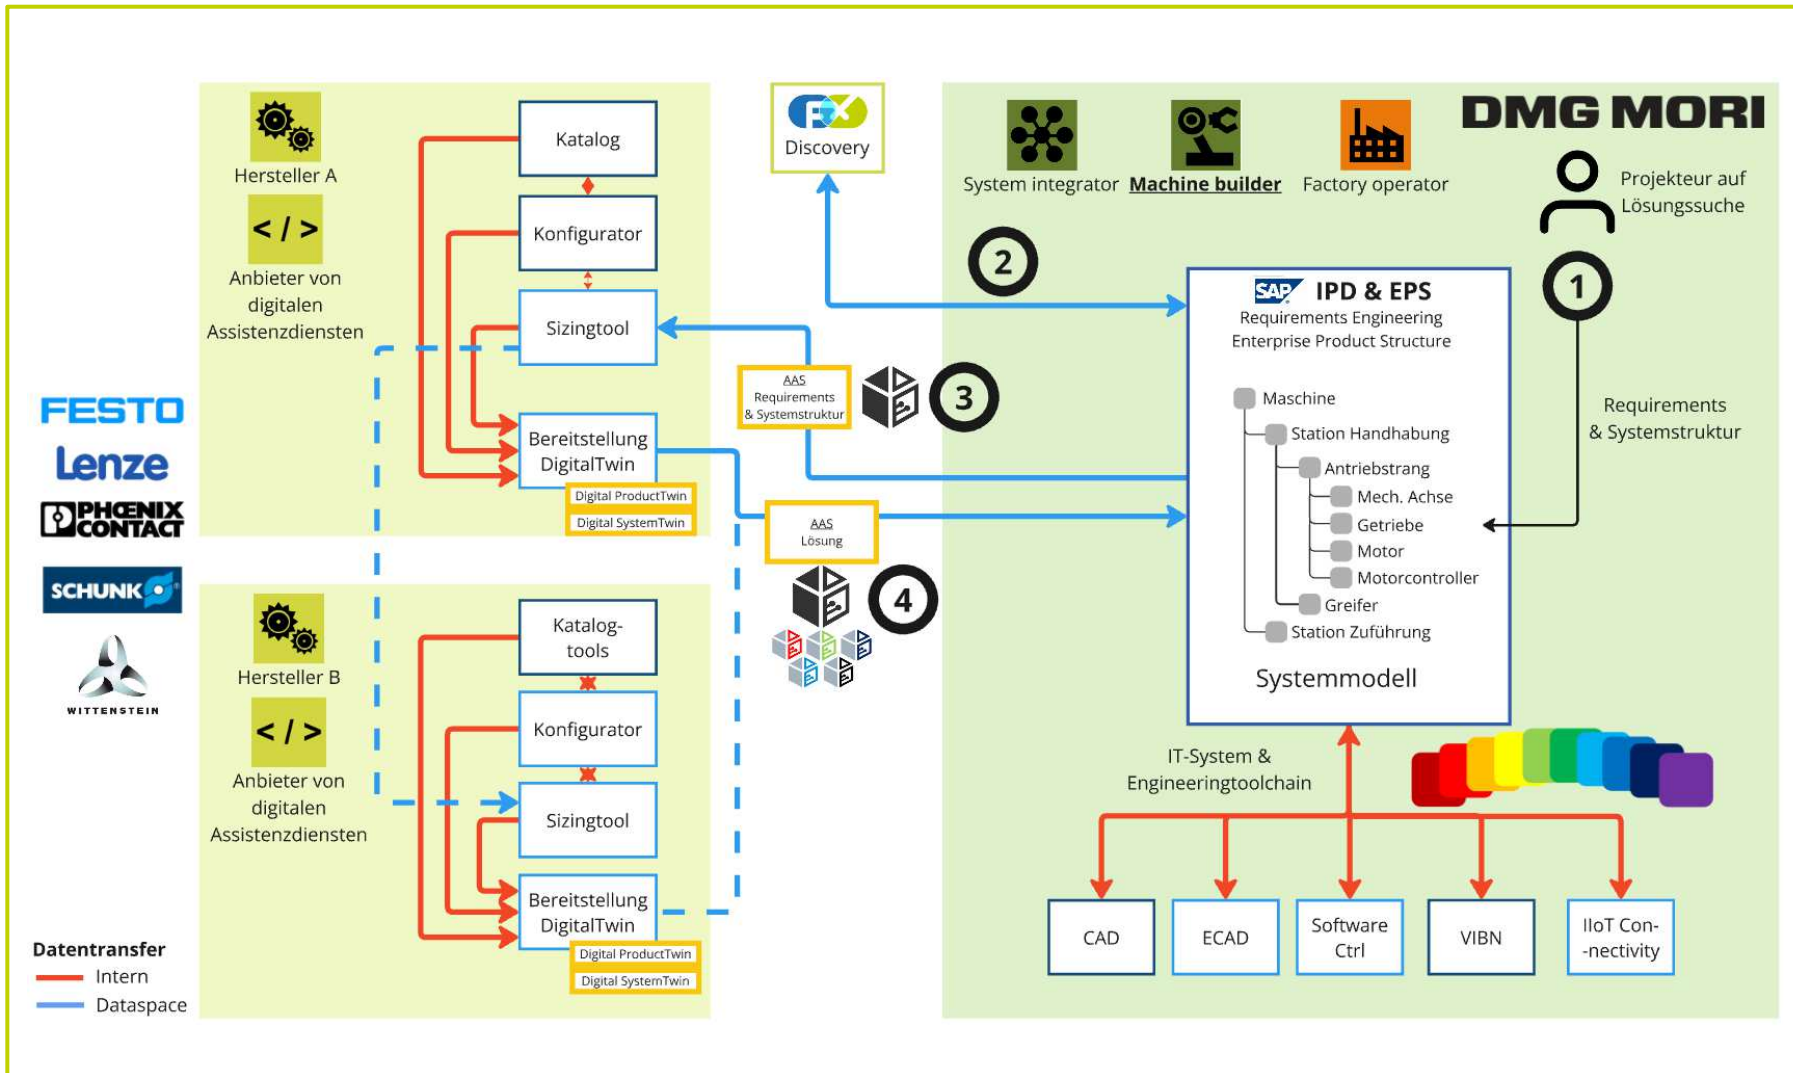 Hersteller A
</>
Anbieter von
digitalen
Assistenzdiensten
Katalog
Konfigurator
Sizingtool
Bereitstellung
DigitalTwin
Digital ProductTwin
Digital SystemTwin
FESTO
Lenze
PHŒNIX
CONTACT
SCHUNK
®
WITTENSTEIN
Hersteller B
</>
Anbieter von
digitalen
Assistenzdiensten
Katalog-
tools
Konfigurator
Sizingtool
Bereitstellung
DigitalTwin
Digital ProductTwin
Digital SystemTwin
Datentransfer
Intern
Dataspace
Discovery
2
AAS
Requirements
& Systemstruktur
3
AAS
Lösung
4
System integrator
Machine builder
Factory operator
DMG MORI
Projekteur auf
Lösungssuche
1
Requirements
& Systemstruktur
SAP IPD & EPS
Requirements Engineering
Enterprise Product Structure
Maschine
Station Handhabung
Antriebstrang
Mech. Achse
Getriebe
Motor
Motorcontroller
Greifer
Station Zuführung
Systemmodell
IT-System &
Engineeringtoolchain
CAD
ECAD
Software
Ctrl
VIBN
IIoT Con-
-nectivity